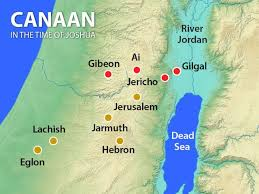 CANAAN
IN THE TIME OF JOSHUA
River
Jordan
Ai
Gibeon
Gilgal
Jericho
Jerusalem
Lachish
Jarmuth
Dead
Sea
Hebron
Eglon